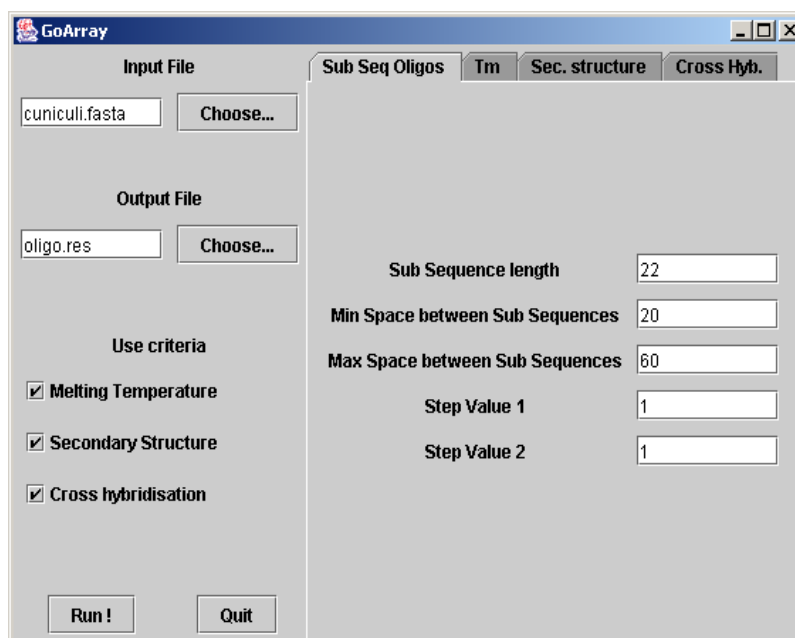 GoArray
Input File
cuniculi.fasta
Choose...
Output File
oligo.res
Choose...
Use criteria
Melting Temperature
Secondary Structure
Cross hybridisation
Run !
Quit
Sub Seq Oligos
Tm
Sec. structure
Cross Hyb.
Sub Sequence length
22
Min Space between Sub Sequences
20
Max Space between Sub Sequences
60
Step Value 1
1
Step Value 2
1